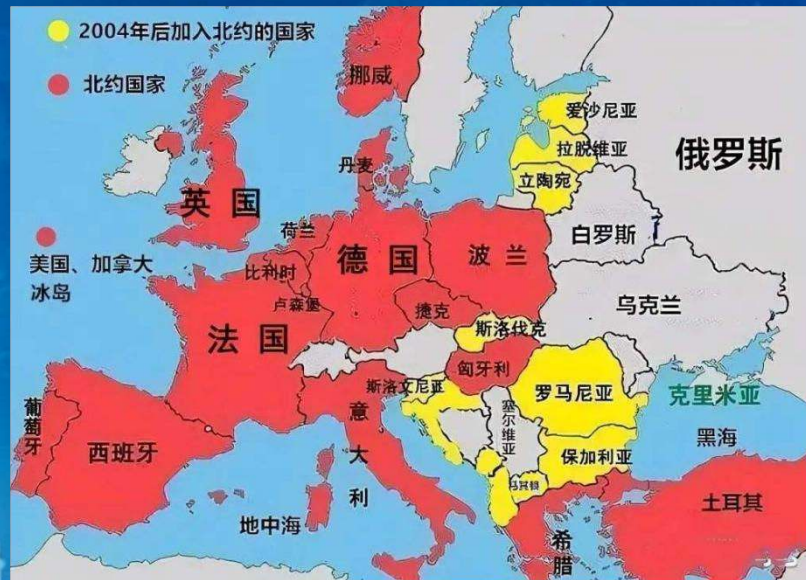 2004年后加入北约的国家
北约国家
挪威
爱沙尼亚
拉脱维亚
立陶宛
俄罗斯
丹麦
英国
荷兰
德国
波兰
白罗斯
美国、加拿大
冰岛
比利时
卢森堡
捷克
乌克兰
斯洛伐克
法国
匈牙利
斯洛文尼亚
罗马尼亚
克里米亚
葡萄牙
西班牙
意大利
塞尔维亚
黑海
保加利亚
马其顿
土耳其
地中海
希腊